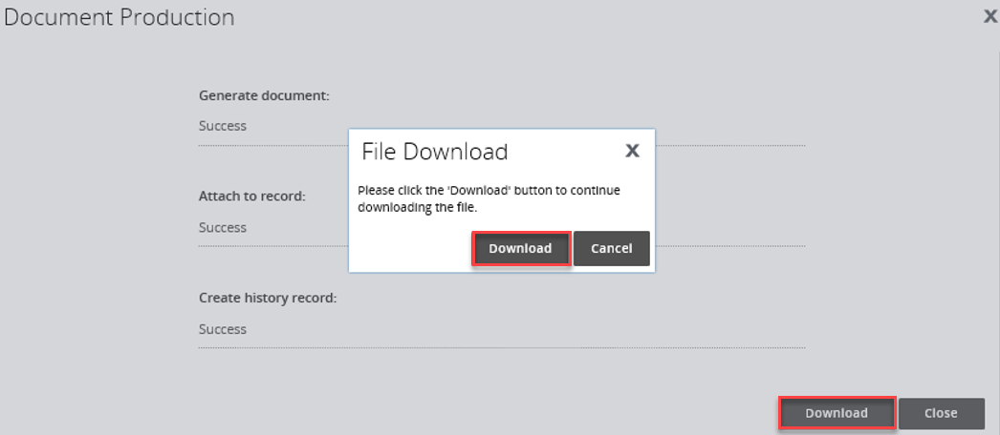 Document Production
X
Generate document:
Success
File Download
X
Please click the 'Download' button to continue
downloading the file.
Download
Cancel
Attach to record:
Success
Create history record:
Success
Download
Close